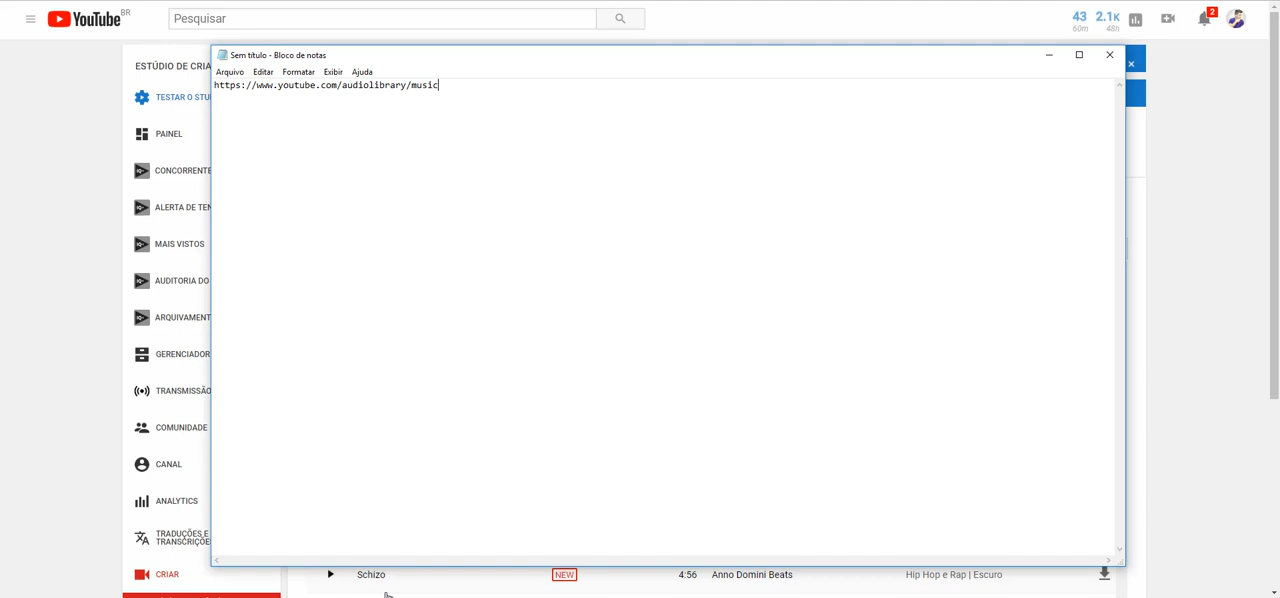 YouTube BR
Pesquisar
43 2.1K
60m 48h
2
Sem título - Bloco de notas
Arquivo Editar Formatar Exibir Ajuda
https://www.youtube.com/audiolibrary/music
ESTÚDIO DE CRIA
TESTAR O STU
PAINEL
CONCORRENTE
ALERTA DE TEN
MAIS VISTOS
AUDITORIA DO
ARQUIVAMENT
GERENCIADOR
TRANSMISSÃO
COMUNIDADE
CANAL
ANALYTICS
TRADUÇÕES E
TRANSCRIÇÕE
CRIAR
Schizo NEW 4:56 Anno Domini Beats Hip Hop e Rap | Escuro